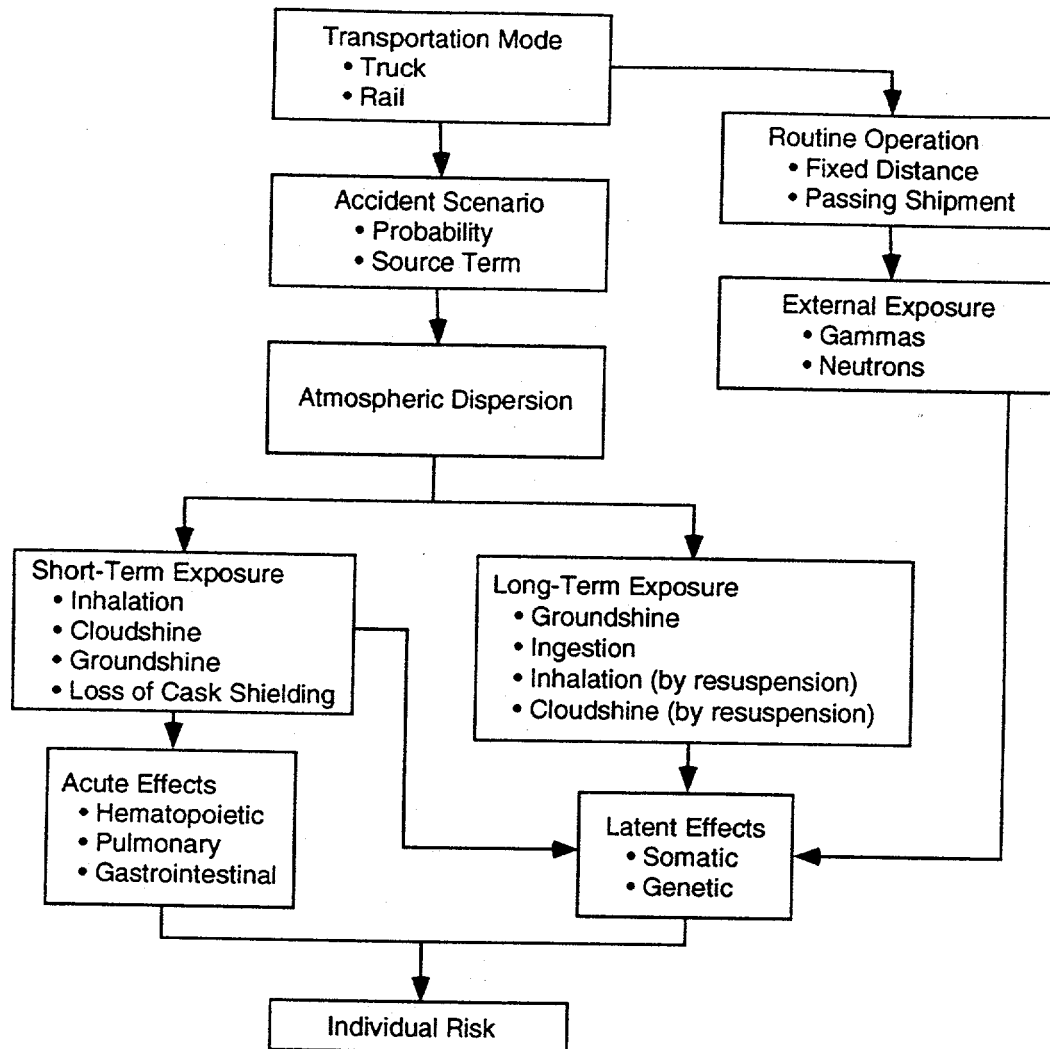 Transportation Mode
• Truck
• Rail
Routine Operation
• Fixed Distance
• Passing Shipment
Accident Scenario
• Probability
• Source Term
External Exposure
• Gammas
• Neutrons
Atmospheric Dispersion
Short-Term Exposure
• Inhalation
• Cloudshine
• Groundshine
• Loss of Cask Shielding
Long-Term Exposure
• Groundshine
• Ingestion
• Inhalation (by resuspension)
• Cloudshine (by resuspension)
Acute Effects
• Hematopoietic
• Pulmonary
• Gastrointestinal
Latent Effects
• Somatic
• Genetic
Individual Risk